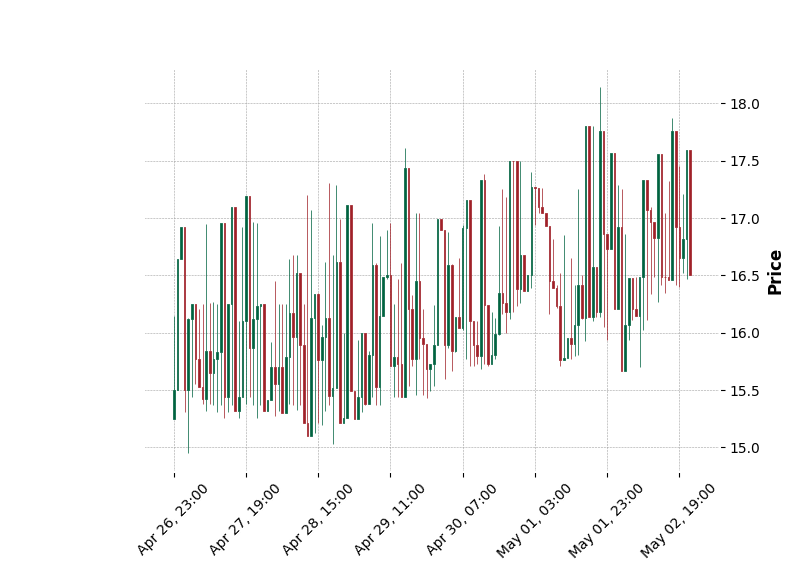 18.0
17.5
17.0
16.5
16.0
15.5
15.0
Price
Apr 26, 23:00
Apr 27, 19:00
Apr 28, 15:00
Apr 29, 11:00
Apr 30, 07:00
May 01, 03:00
May 01, 23:00
May 02, 19:00